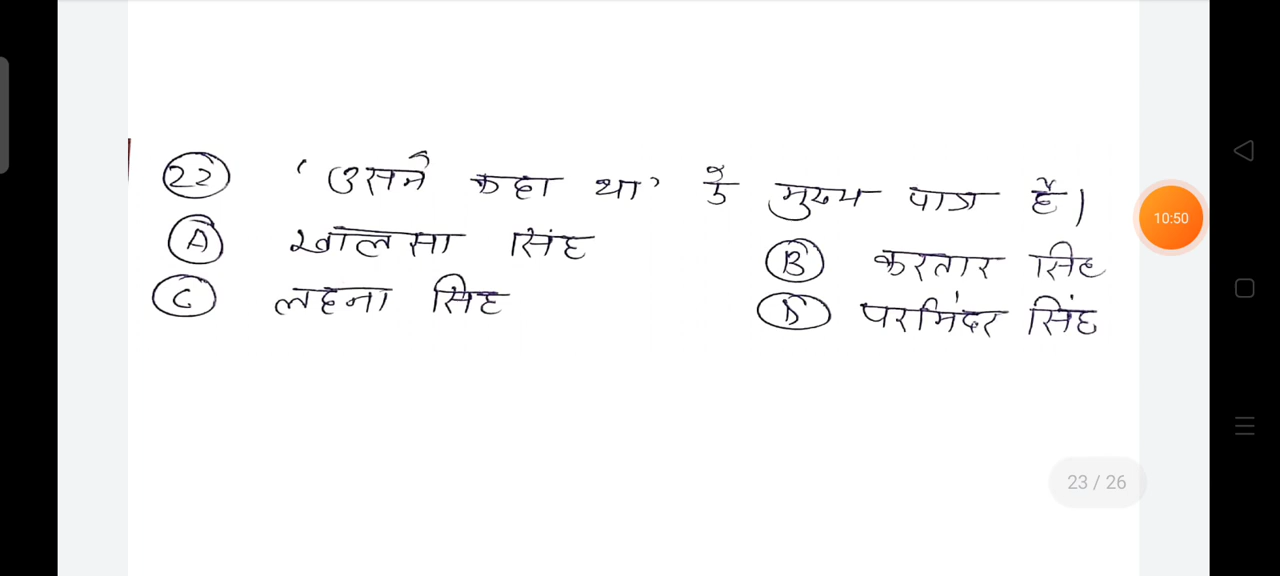 22 'उसने कहा था' के मुख्य पात्र हैं।
A खालसा सिंह B करतार सिंह
C लहना सिंह D परमिंदर सिंह
10:50
23 / 26